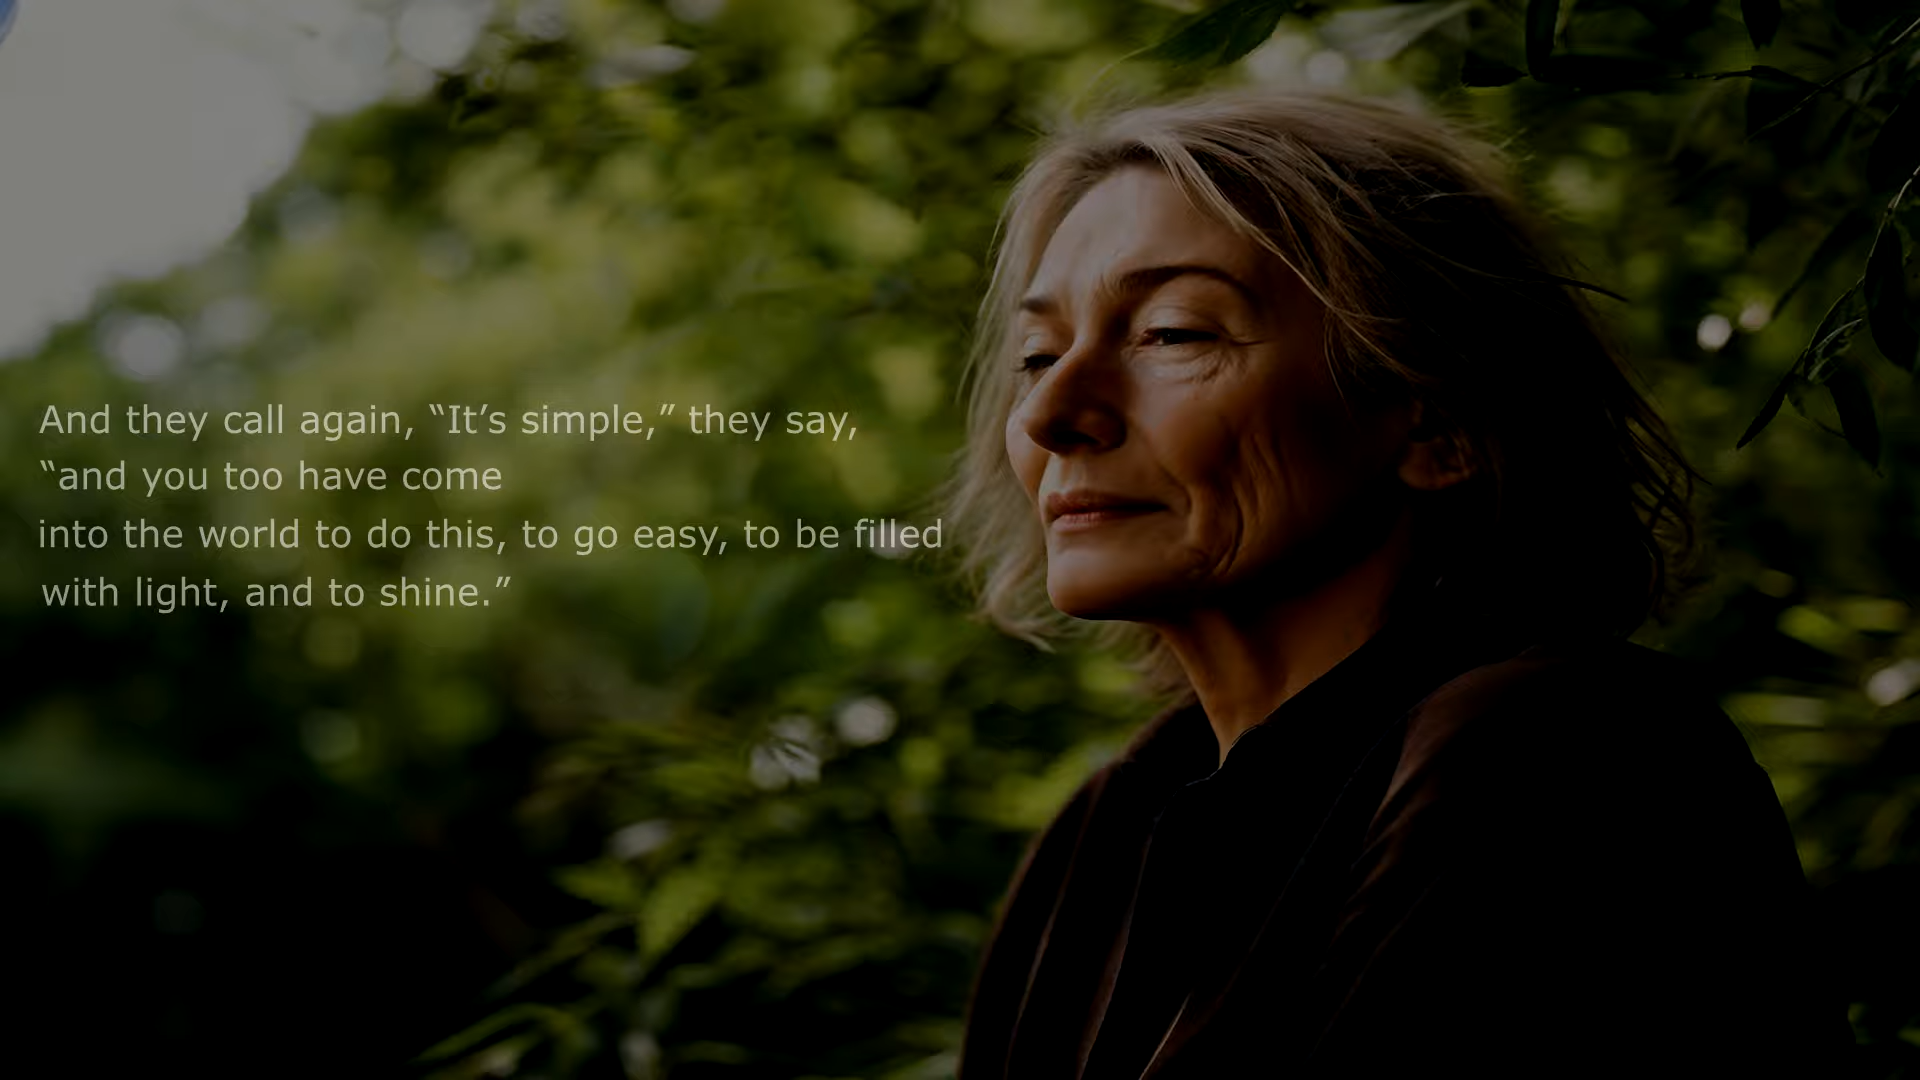 And they call again, “It’s simple,” they say,
“and you too have come
into the world to do this, to go easy, to be filled
with light, and to shine.”